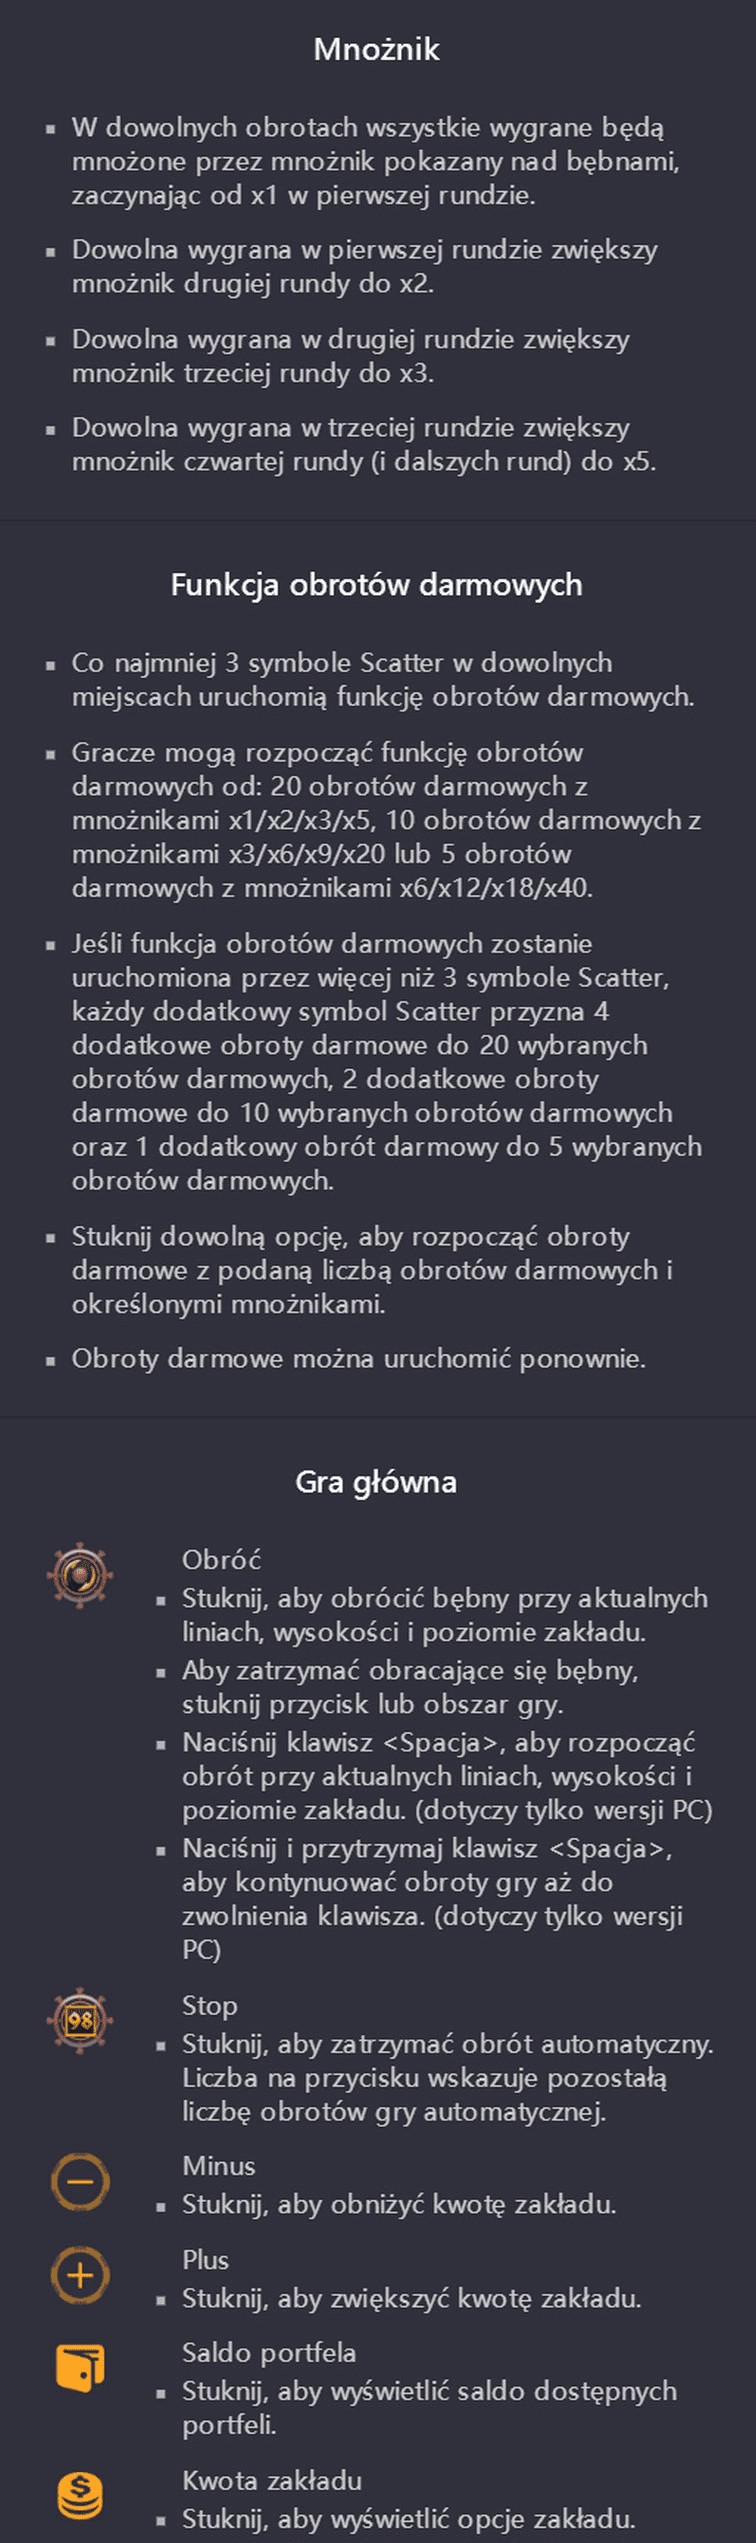 Mnożnik
▪ W dowolnych obrotach wszystkie wygrane będą
mnożone przez mnożnik pokazany nad bębnami,
zaczynając od x1 w pierwszej rundzie.
▪ Dowolna wygrana w pierwszej rundzie zwiększy
mnożnik drugiej rundy do x2.
▪ Dowolna wygrana w drugiej rundzie zwiększy
mnożnik trzeciej rundy do x3.
▪ Dowolna wygrana w trzeciej rundzie zwiększy
mnożnik czwartej rundy (i dalszych rund) do x5.
Funkcja obrotów darmowych
▪ Co najmniej 3 symbole Scatter w dowolnych
miejscach uruchomią funkcję obrotów darmowych.
▪ Gracze mogą rozpocząć funkcję obrotów
darmowych od: 20 obrotów darmowych z
mnożnikami x1/x2/x3/x5, 10 obrotów darmowych z
mnożnikami x3/x6/x9/x20 lub 5 obrotów
darmowych z mnożnikami x6/x12/x18/x40.
▪ Jeśli funkcja obrotów darmowych zostanie
uruchomiona przez więcej niż 3 symbole Scatter,
każdy dodatkowy symbol Scatter przyzna 4
dodatkowe obroty darmowe do 20 wybranych
obrotów darmowych, 2 dodatkowe obroty
darmowe do 10 wybranych obrotów darmowych
oraz 1 dodatkowy obrót darmowy do 5 wybranych
obrotów darmowych.
▪ Stuknij dowolną opcję, aby rozpocząć obroty
darmowe z podaną liczbą obrotów darmowych i
określonymi mnożnikami.
▪ Obroty darmowe można uruchomić ponownie.
Gra główna
Obróć
▪ Stuknij, aby obrócić bębny przy aktualnych
liniach, wysokości i poziomie zakładu.
▪ Aby zatrzymać obracające się bębny,
stuknij przycisk lub obszar gry.
▪ Naciśnij klawisz <Spacja>, aby rozpocząć
obrót przy aktualnych liniach, wysokości i
poziomie zakładu. (dotyczy tylko wersji PC)
▪ Naciśnij i przytrzymaj klawisz <Spacja>,
aby kontynuować obroty gry aż do
zwolnienia klawisza. (dotyczy tylko wersji
PC)
98
Stop
▪ Stuknij, aby zatrzymać obrót automatyczny.
Liczba na przycisku wskazuje pozostałą
liczbę obrotów gry automatycznej.
Minus
▪ Stuknij, aby obniżyć kwotę zakładu.
Plus
▪ Stuknij, aby zwiększyć kwotę zakładu.
Saldo portfela
▪ Stuknij, aby wyświetlić saldo dostępnych
portfeli.
Kwota zakładu
▪ Stuknij, aby wyświetlić opcje zakładu.